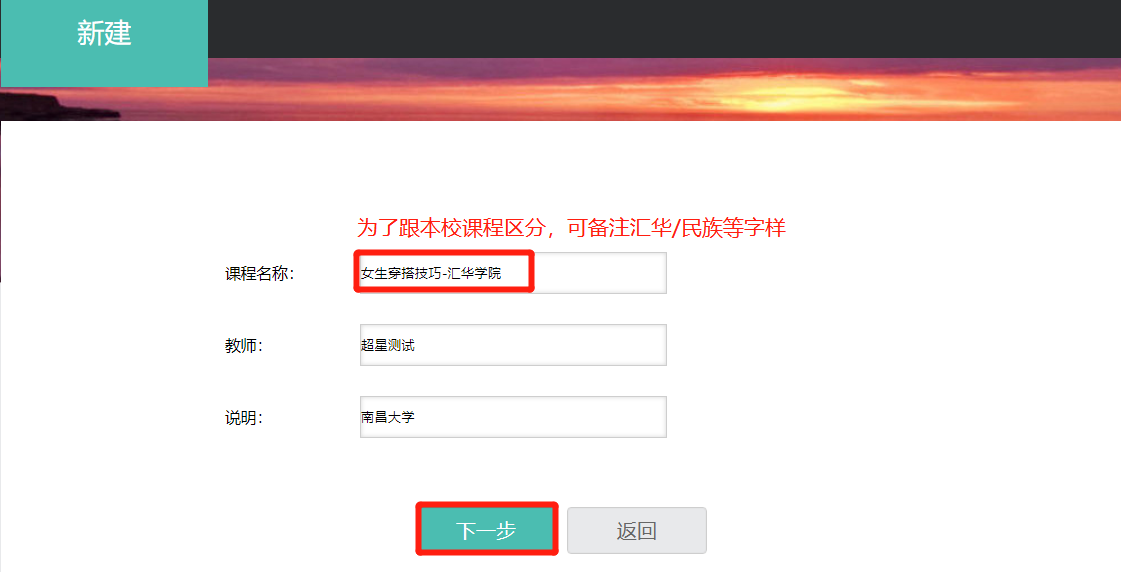 新建
为了跟本校课程区分，可备注汇华/民族等字样
课程名称： 女生穿搭技巧-汇华学院
教师： 超星测试
说明： 南昌大学
下一步 返回